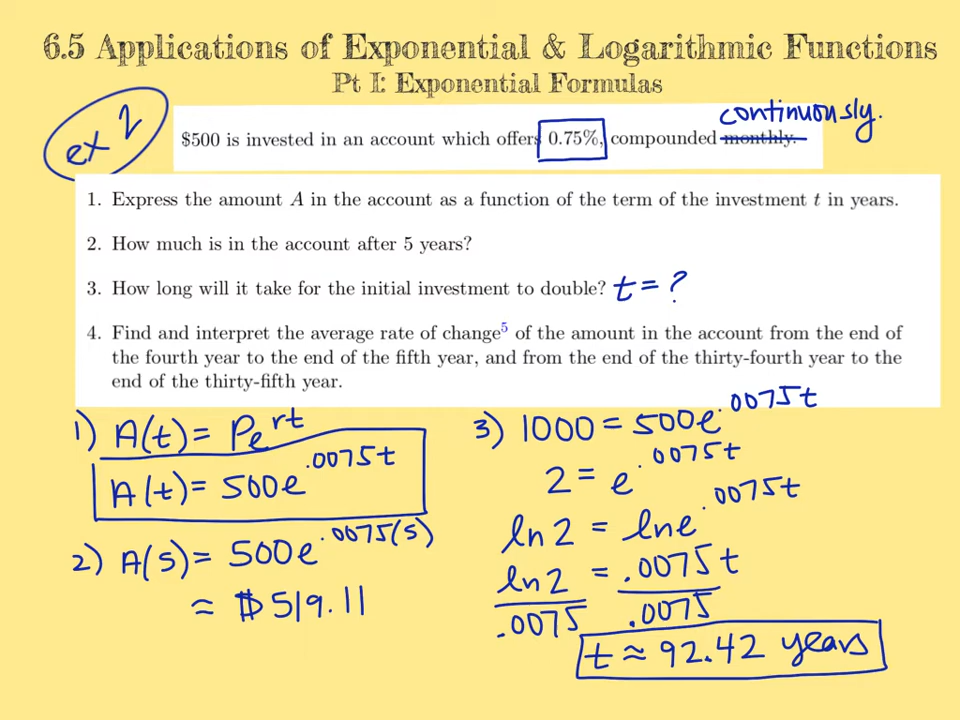 6.5 Applications of Exponential & Logarithmic Functions
Pt I: Exponential Formulas
ex 2
continuously.
$500 is invested in an account which offers 0.75%, compounded monthly.
1. Express the amount A in the account as a function of the term of the investment t in years.
2. How much is in the account after 5 years?
3. How long will it take for the initial investment to double? t = ?
4. Find and interpret the average rate of change⁵ of the amount in the account from the end of
the fourth year to the end of the fifth year, and from the end of the thirty-fourth year to the
end of the thirty-fifth year.
1) A(t) = Pe^rt
A(t) = 500e^.0075t
2) A(5) = 500e^.0075(5)
≈ $519.11
3) 1000 = 500e^.0075t
2 = e^.0075t
ln 2 = ln e^.0075t
ln 2 = .0075t
.0075 .0075
t ≈ 92.42 years